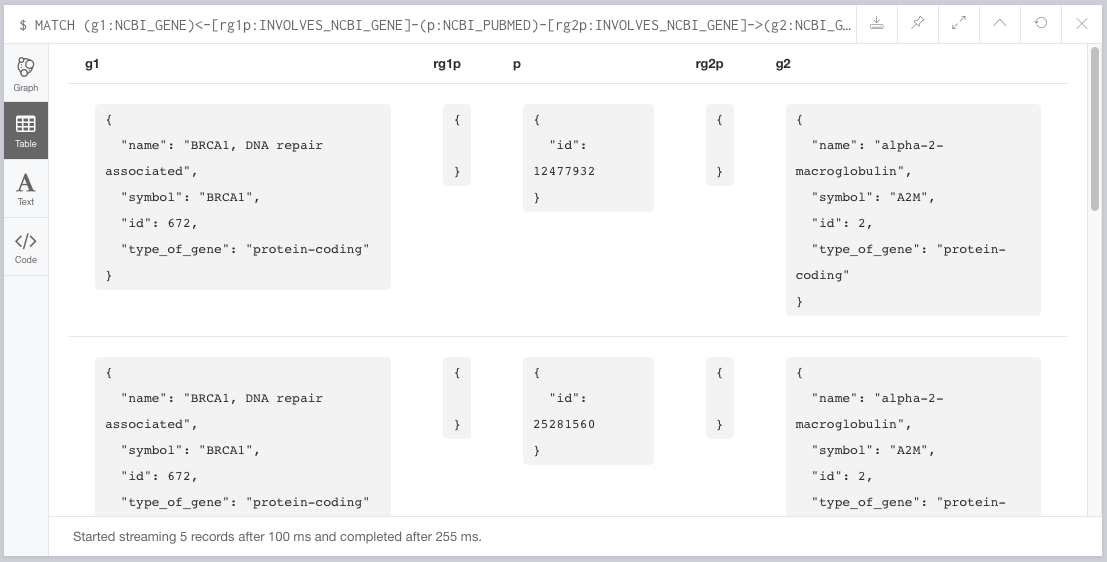 $ MATCH (g1:NCBI_GENE)<-[rg1p:INVOLVES_NCBI_GENE]-(p:NCBI_PUBMED)-[rg2p:INVOLVES_NCBI_GENE]->(g2:NCBI_G…
Graph
Table
A
Text
</>
Code
g1 rg1p p rg2p g2
{
"name": "BRCA1, DNA repair
associated",
"symbol": "BRCA1",
"id": 672,
"type_of_gene": "protein-coding"
}
{
}
{
"id":
12477932
}
{
}
{
"name": "alpha-2-
macroglobulin",
"symbol": "A2M",
"id": 2,
"type_of_gene": "protein-
coding"
}
{
"name": "BRCA1, DNA repair
associated",
"symbol": "BRCA1",
"id": 672,
"type_of_gene": "protein-coding"
{
}
{
"id":
25281560
}
{
}
{
"name": "alpha-2-
macroglobulin",
"symbol": "A2M",
"id": 2,
"type_of_gene": "protein-
Started streaming 5 records after 100 ms and completed after 255 ms.